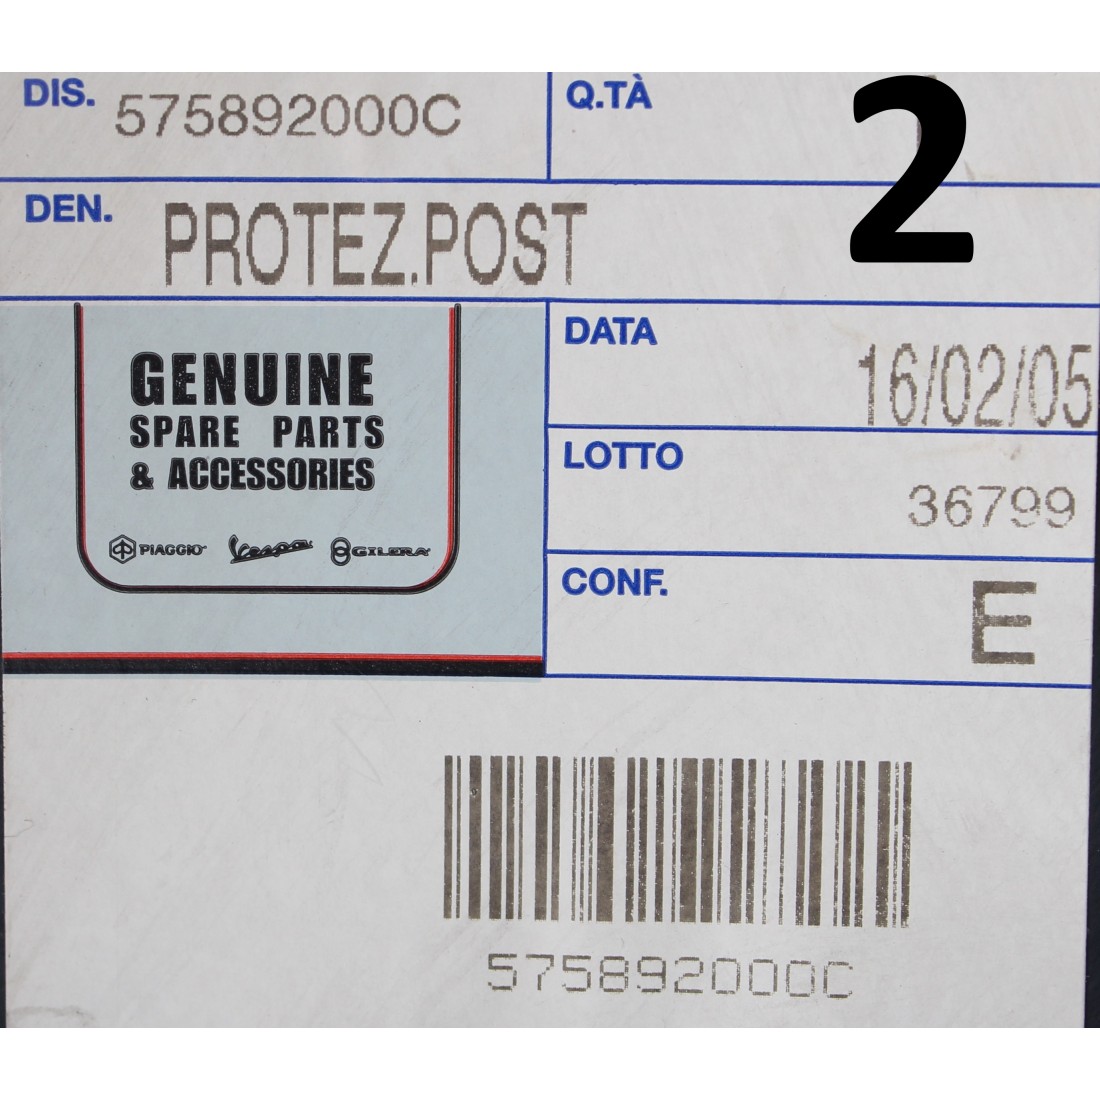 DIS. 575892000C
Q.TÀ 2
DEN. PROTEZ.POST
GENUINE
SPARE PARTS
& ACCESSORIES
PIAGGIO Vespa GILERA
DATA 16/02/05
LOTTO 36799
CONF. E
575892000C